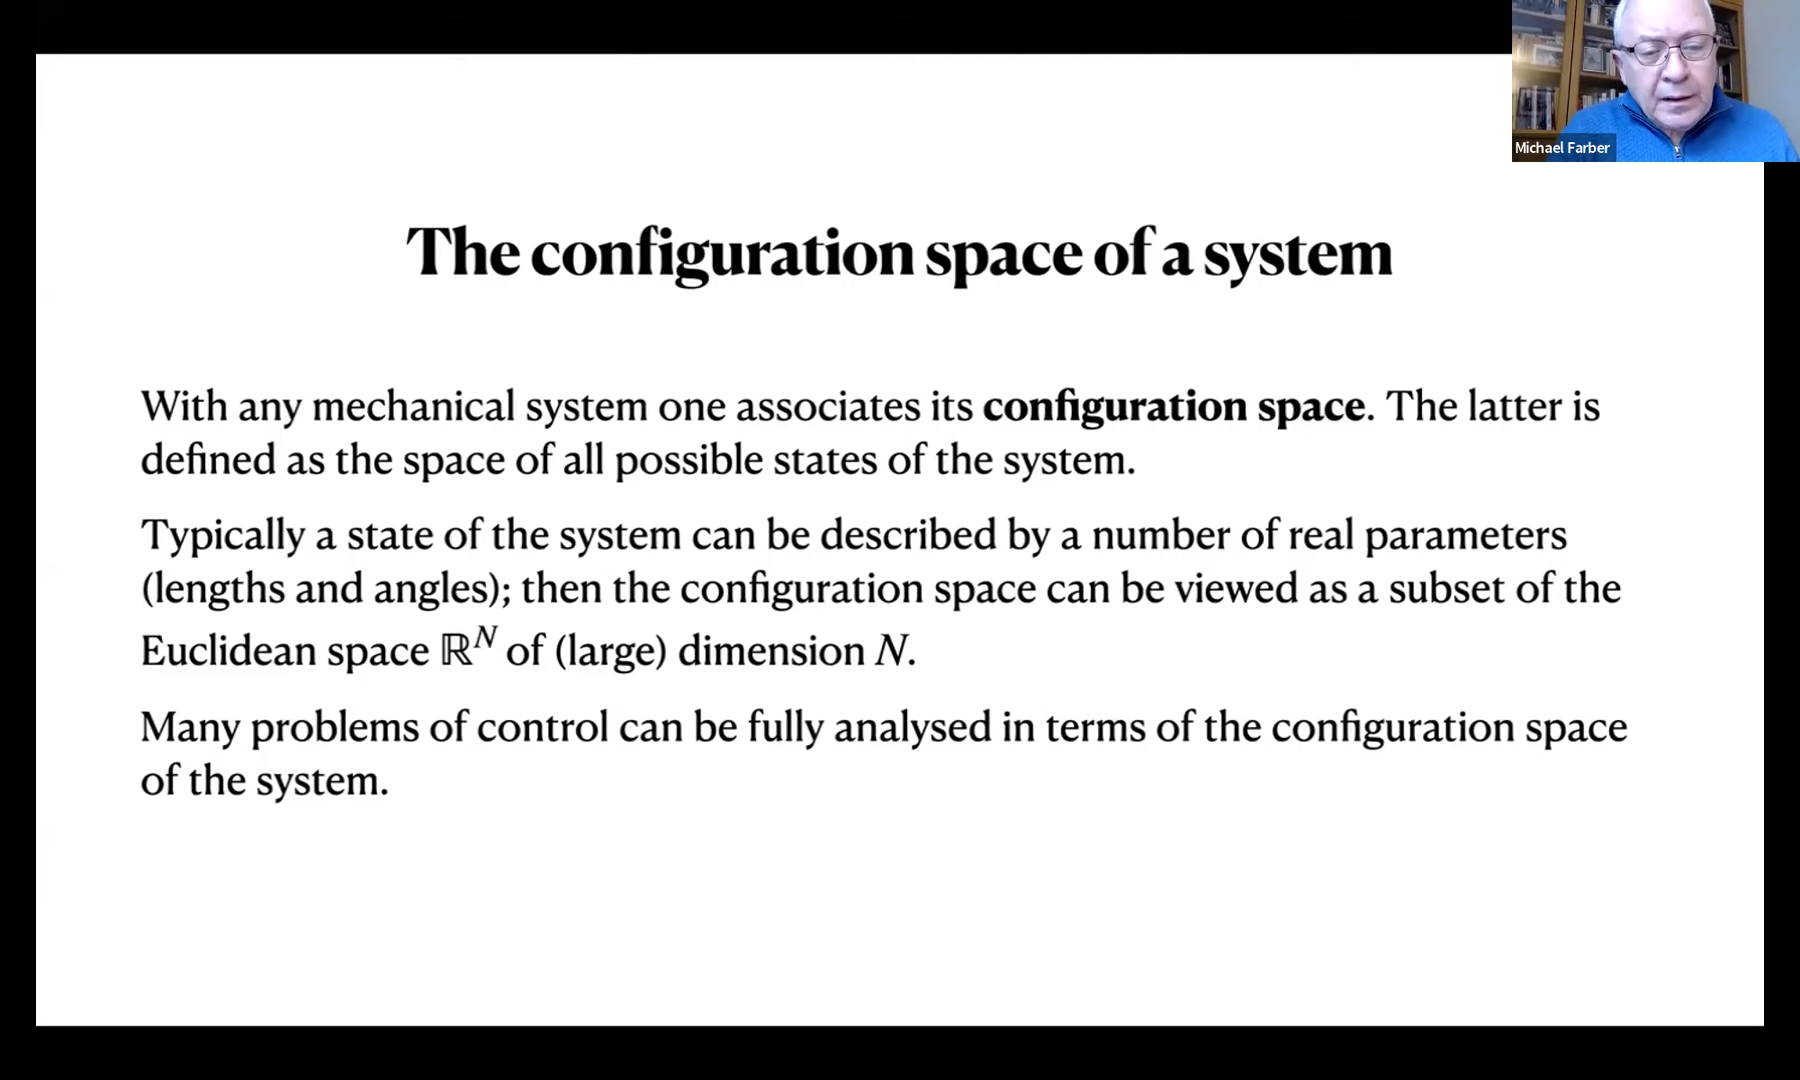 Michael Farber
The configuration space of a system
With any mechanical system one associates its configuration space. The latter is
defined as the space of all possible states of the system.
Typically a state of the system can be described by a number of real parameters
(lengths and angles); then the configuration space can be viewed as a subset of the
Euclidean space ℝᴺ of (large) dimension N.
Many problems of control can be fully analysed in terms of the configuration space
of the system.